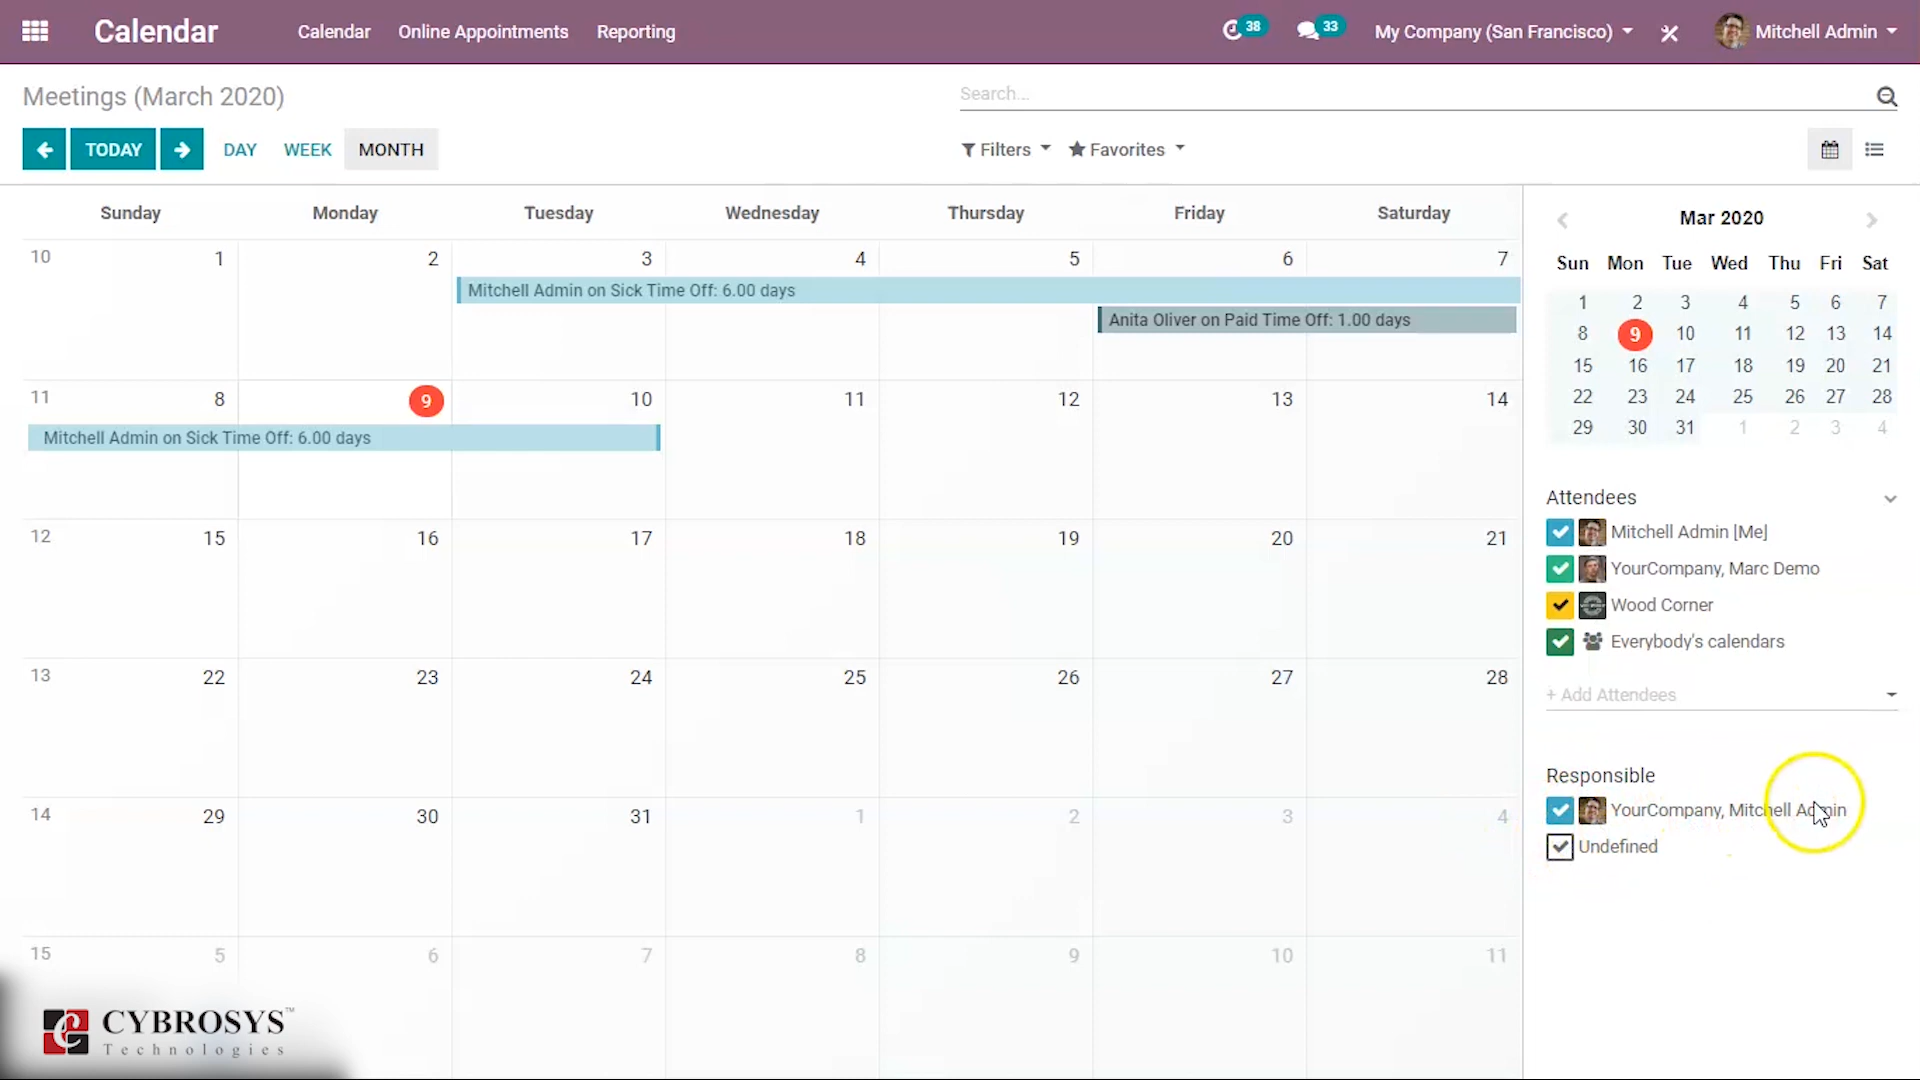 Calendar
Calendar Online Appointments Reporting
38 33 My Company (San Francisco) Mitchell Admin
Meetings (March 2020)
Search...
TODAY DAY WEEK MONTH
Filters Favorites
Sunday Monday Tuesday Wednesday Thursday Friday Saturday
10 1 2 3 4 5 6 7
Mitchell Admin on Sick Time Off: 6.00 days
Anita Oliver on Paid Time Off: 1.00 days
11 8 9 10 11 12 13 14
Mitchell Admin on Sick Time Off: 6.00 days
12 15 16 17 18 19 20 21
13 22 23 24 25 26 27 28
14 29 30 31 1 2 3 4
15 5 6 7 8 9 10 11
Mar 2020
Sun Mon Tue Wed Thu Fri Sat
1 2 3 4 5 6 7
8 9 10 11 12 13 14
15 16 17 18 19 20 21
22 23 24 25 26 27 28
29 30 31 1 2 3 4
Attendees
Mitchell Admin [Me]
YourCompany, Marc Demo
Wood Corner
Everybody's calendars
+ Add Attendees
Responsible
YourCompany, Mitchell Admin
Undefined
CYBROSYS™
Technologies